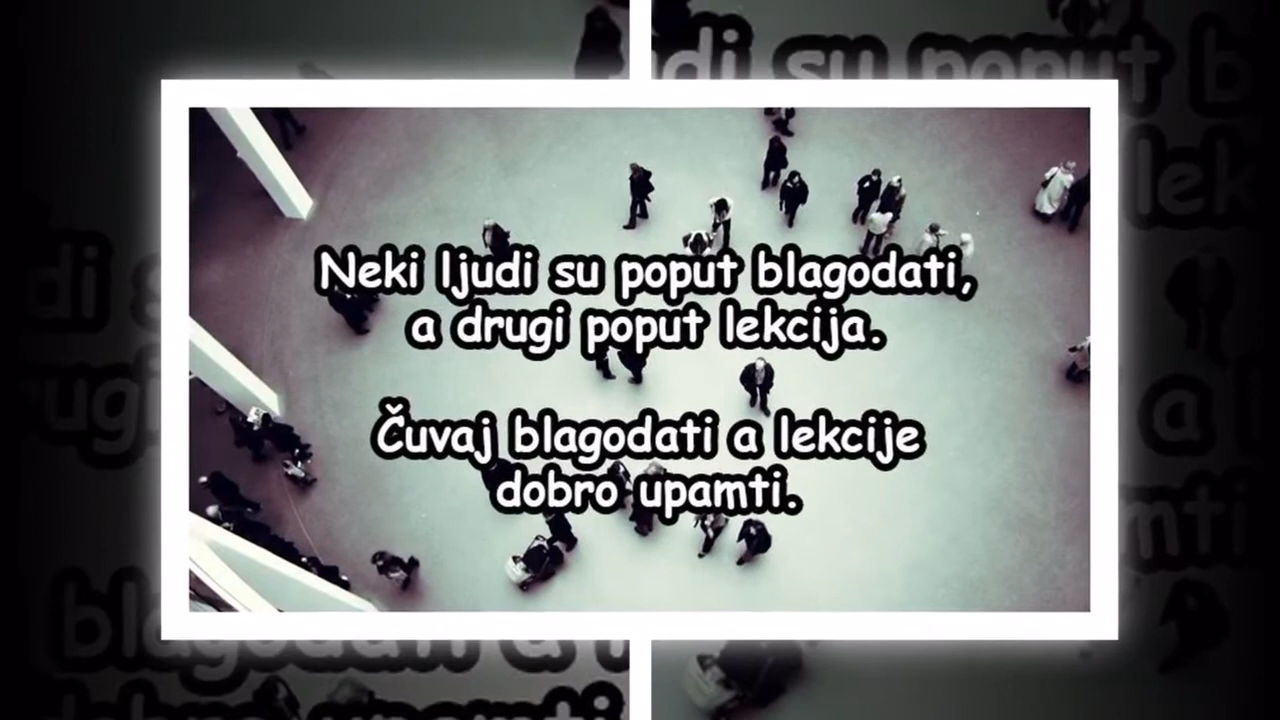 Neki ljudi su poput blagodati,
a drugi poput lekcija.
Čuvaj blagodati a lekcije
dobro upamti.